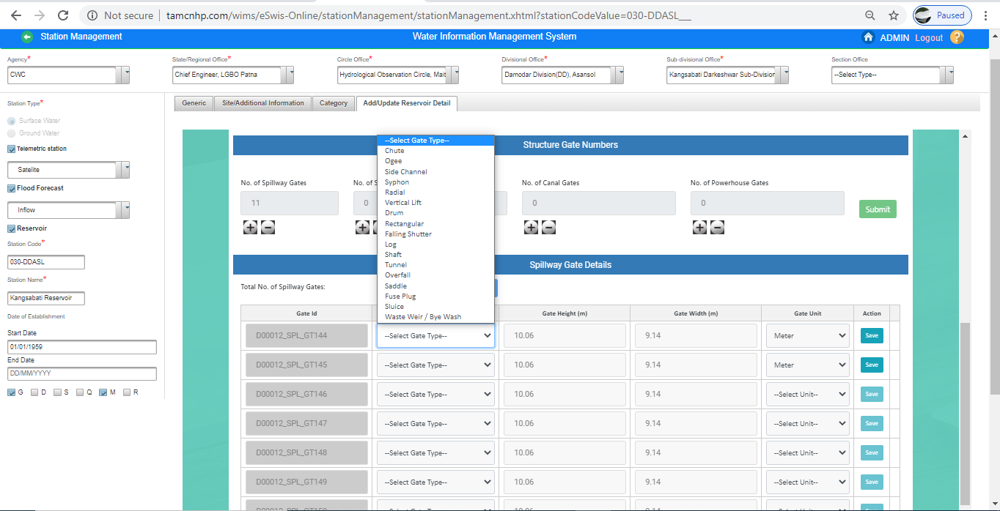 Not secure
tamcnhp.com/wims/eSwis-Online/stationManagement/stationManagement.xhtml?stationCodeValue=030-DDASL___
Paused
Station Management
Water Information Management System
ADMIN Logout ?
Agency* State/Regional Office* Circle Office* Divisional Office* Sub-divisional Office* Section Office
CWC Chief Engineer, LGBO Patna Hydrological Observation Circle, Mait Damodar Division(DD), Asansol Kangsabati Darkeshwar Sub-Division --Select Type--
Station Type*
Surface Water
Ground Water
Telemetric station
Satelite
Flood Forecast
Inflow
Reservoir
Station Code*
030-DDASL
Station Name*
Kangsabati Reservoir
Date of Establishment
Start Date
01/01/1959
End Date
DD/MM/YYYY
G D S Q M R
Generic Site/Additional Information Category Add/Update Reservoir Detail
Structure Gate Numbers
No. of Spillway Gates No. of S No. of Canal Gates No. of Powerhouse Gates
11 0 0 0
Submit
--Select Gate Type--
Chute
Ogee
Side Channel
Syphon
Radial
Vertical Lift
Drum
Rectangular
Falling Shutter
Log
Shaft
Tunnel
Overfall
Saddle
Fuse Plug
Sluice
Waste Weir / Bye Wash
Spillway Gate Details
Total No. of Spillway Gates:
Gate Id Gate Height (m) Gate Width (m) Gate Unit Action
D00012_SPL_GT144 --Select Gate Type-- 10.06 9.14 Meter Save
D00012_SPL_GT145 --Select Gate Type-- 10.06 9.14 Meter Save
D00012_SPL_GT146 --Select Gate Type-- 10.06 9.14 --Select Unit-- Save
D00012_SPL_GT147 --Select Gate Type-- 10.06 9.14 --Select Unit-- Save
D00012_SPL_GT148 --Select Gate Type-- 10.06 9.14 --Select Unit-- Save
D00012_SPL_GT149 --Select Gate Type-- 10.06 9.14 --Select Unit-- Save